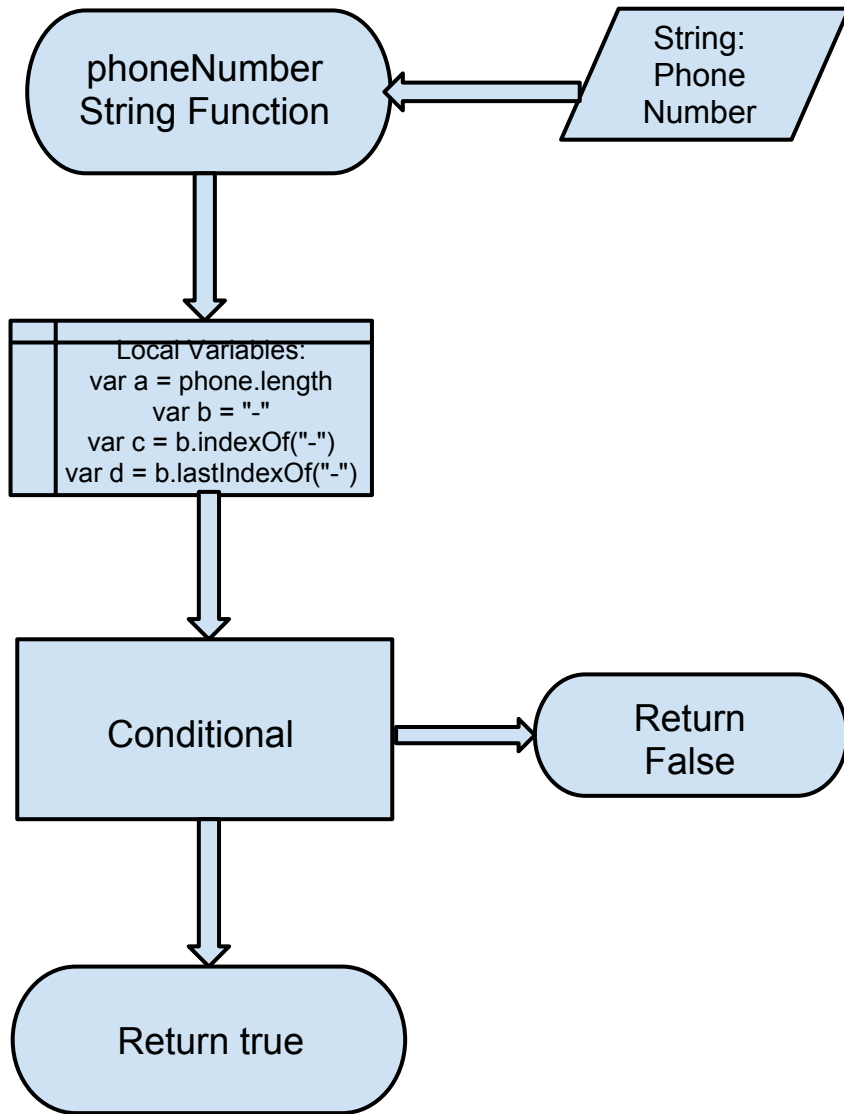 phoneNumber
String Function
String:
Phone
Number
Local Variables:
var a = phone.length
var b = "-"
var c = b.indexOf("-")
var d = b.lastIndexOf("-")
Conditional
Return
False
Return true